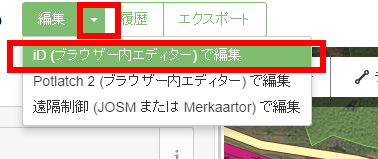 編集
履歴
エクスポート
iD (ブラウザー内エディター) で編集
Potlatch 2 (ブラウザー内エディター) で編集
遠隔制御 (JOSM または Merkaartor) で編集